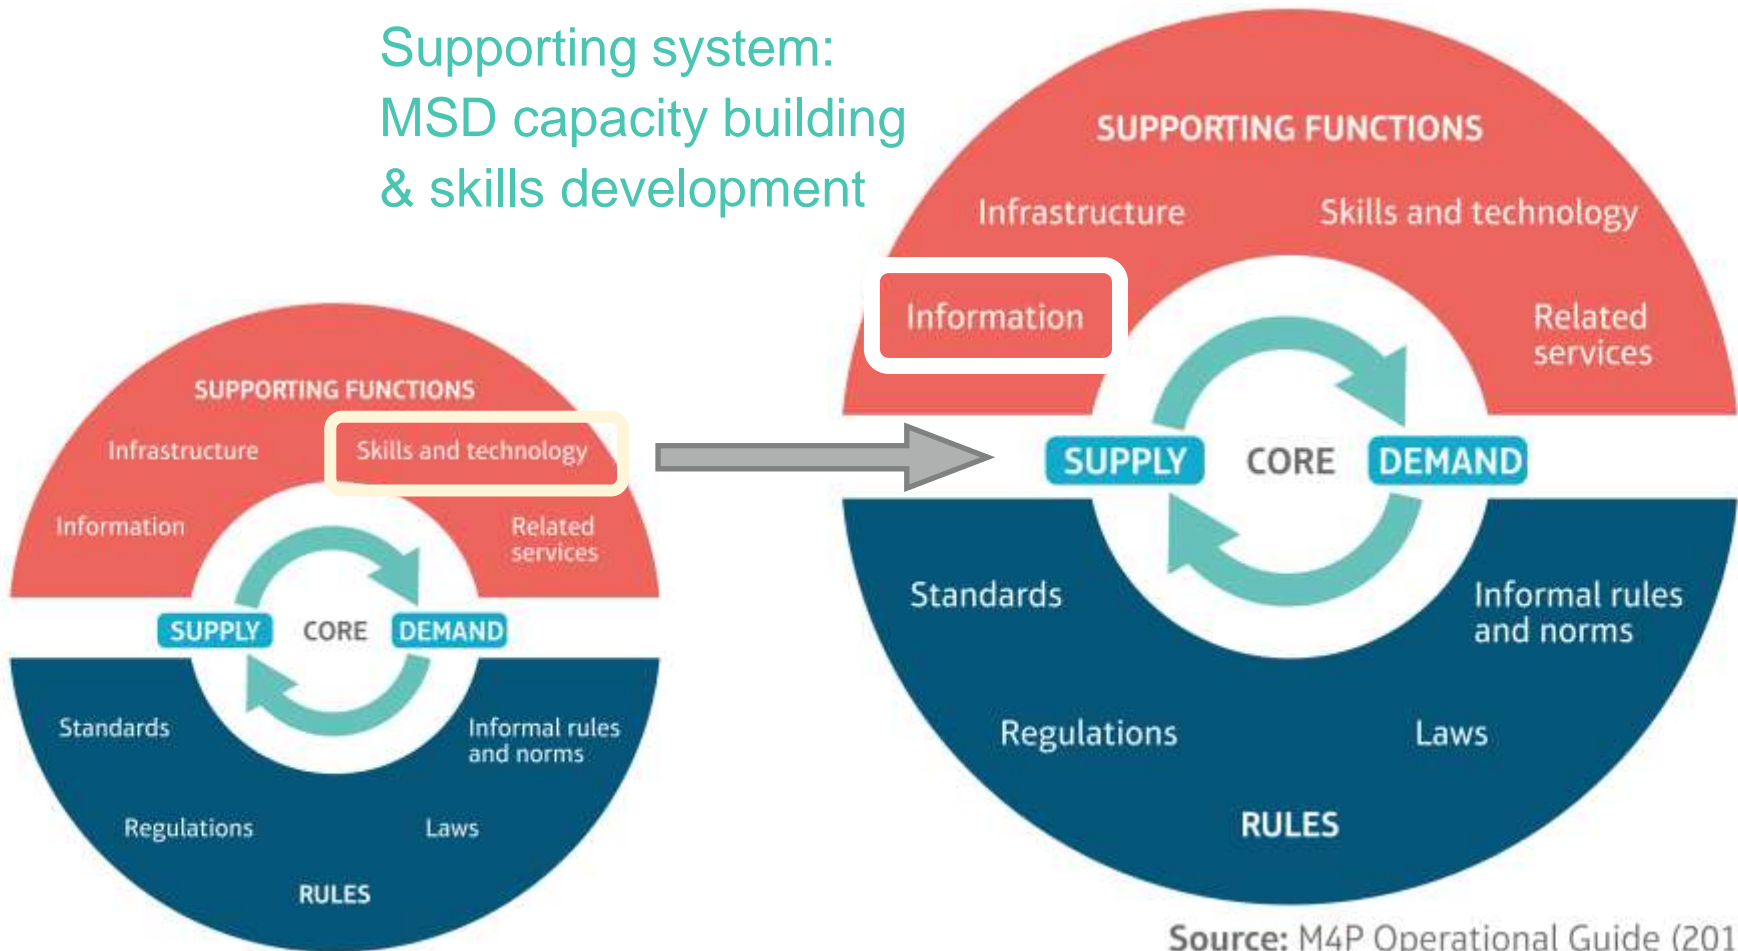 Supporting system:
MSD capacity building
& skills development
SUPPORTING FUNCTIONS
Infrastructure
Skills and technology
Information
Related
services
SUPPLY
CORE
DEMAND
Standards
Informal rules
and norms
Regulations
Laws
RULES
SUPPORTING FUNCTIONS
Infrastructure
Skills and technology
Information
Related
services
SUPPLY
CORE
DEMAND
Standards
Informal rules
and norms
Regulations
Laws
RULES
Source: M4P Operational Guide (201